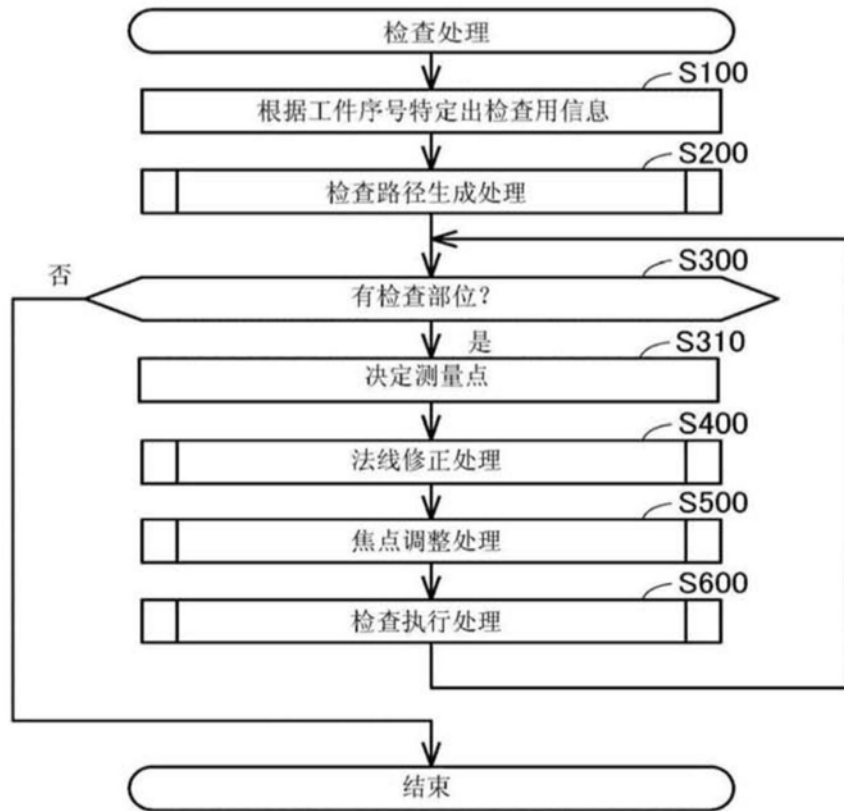 检查处理
S100
根据工件序号特定出检查用信息
S200
检查路径生成处理
否
S300
有检查部位?
是
S310
决定测量点
S400
法线修正处理
S500
焦点调整处理
S600
检查执行处理
结束